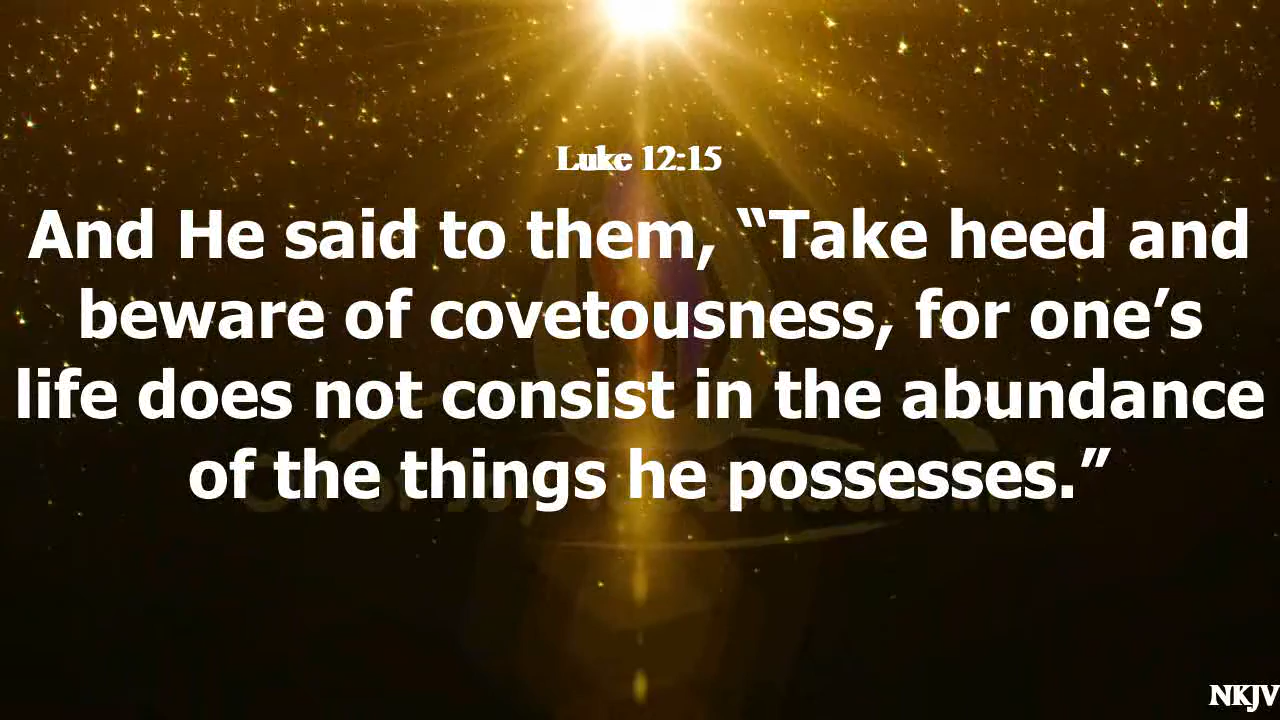 Luke 12:15
And He said to them, “Take heed and
beware of covetousness, for one’s
life does not consist in the abundance
of the things he possesses.”
NKJV